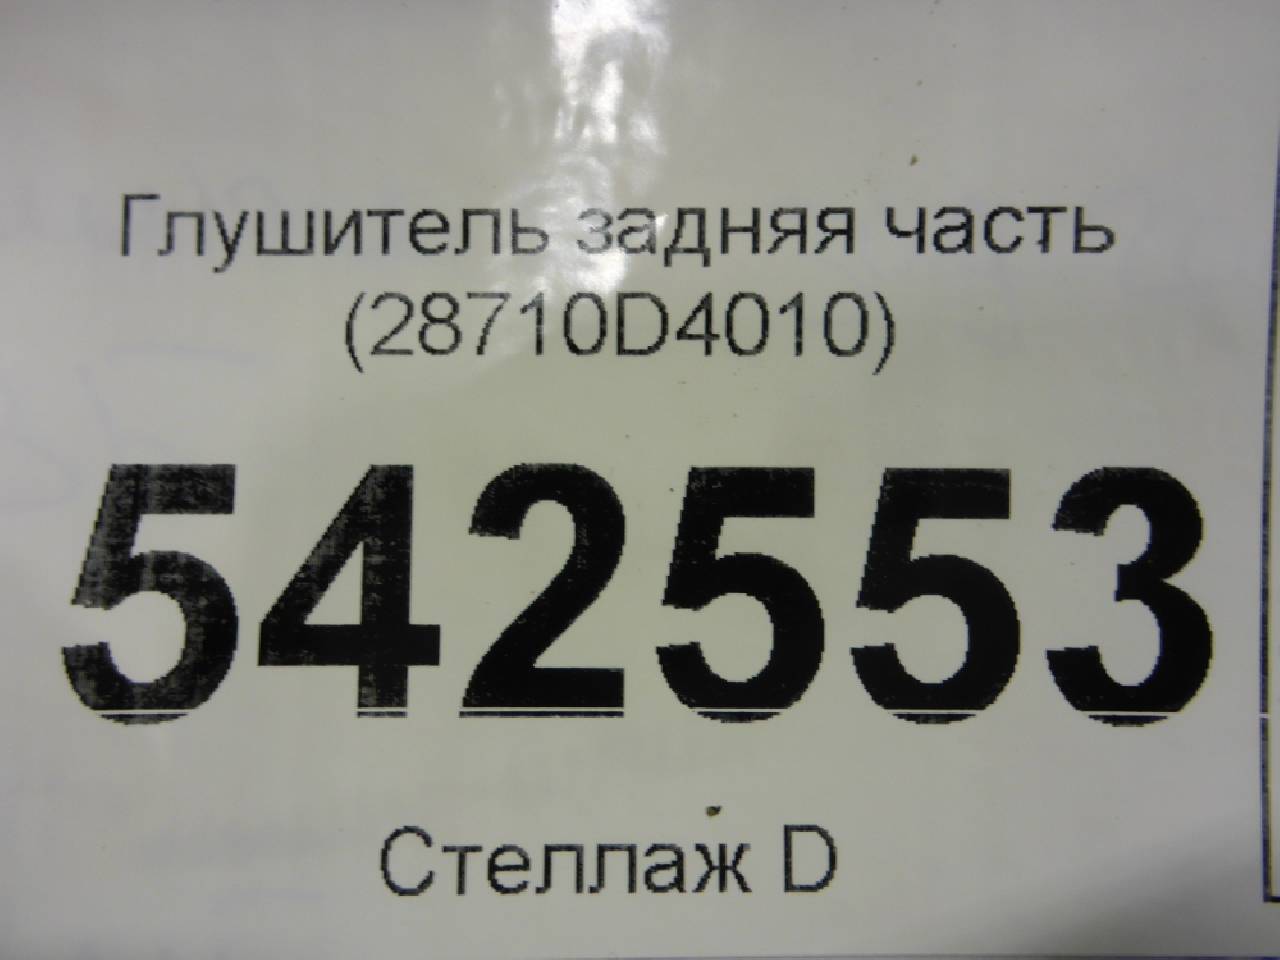 Глушитель задняя часть
(28710D4010)
542553
Стеллаж D